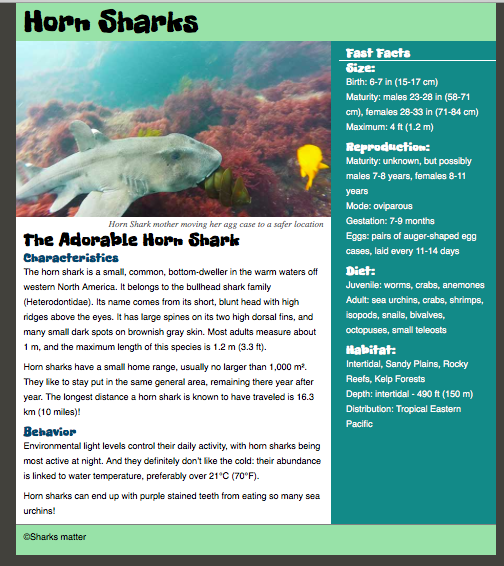 Horn Sharks
Horn Shark mother moving her agg case to a safer location
The Adorable Horn Shark
Characteristics
The horn shark is a small, common, bottom-dweller in the warm waters off
western North America. It belongs to the bullhead shark family
(Heterodontidae). Its name comes from its short, blunt head with high
ridges above the eyes. It has large spines on its two high dorsal fins, and
many small dark spots on brownish gray skin. Most adults measure about
1 m, and the maximum length of this species is 1.2 m (3.3 ft).
Horn sharks have a small home range, usually no larger than 1,000 m².
They like to stay put in the same general area, remaining there year after
year. The longest distance a horn shark is known to have traveled is 16.3
km (10 miles)!
Behavior
Environmental light levels control their daily activity, with horn sharks being
most active at night. And they definitely don't like the cold: their abundance
is linked to water temperature, preferably over 21°C (70°F).
Horn sharks can end up with purple stained teeth from eating so many sea
urchins!
Fast Facts
Size:
Birth: 6-7 in (15-17 cm)
Maturity: males 23-28 in (58-71
cm), females 28-33 in (71-84 cm)
Maximum: 4 ft (1.2 m)
Reproduction:
Maturity: unknown, but possibly
males 7-8 years, females 8-11
years
Mode: oviparous
Gestation: 7-9 months
Eggs: pairs of auger-shaped egg
cases, laid every 11-14 days
Diet:
Juvenile: worms, crabs, anemones
Adult: sea urchins, crabs, shrimps,
isopods, snails, bivalves,
octopuses, small teleosts
Habitat:
Intertidal, Sandy Plains, Rocky
Reefs, Kelp Forests
Depth: intertidal - 490 ft (150 m)
Distribution: Tropical Eastern
Pacific
©Sharks matter